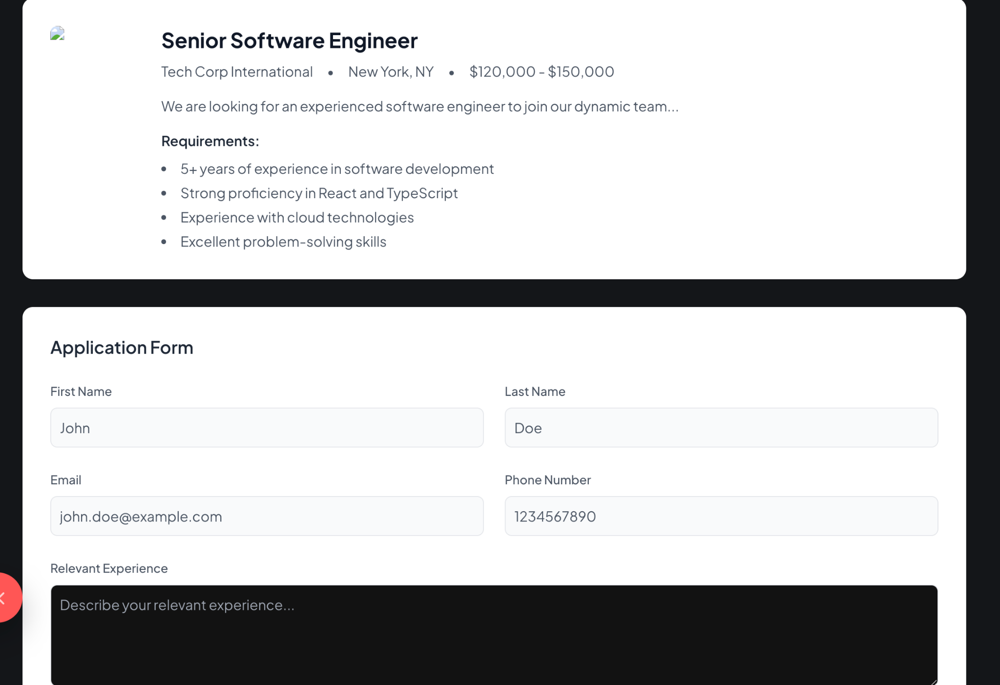 Senior Software Engineer
Tech Corp International • New York, NY • $120,000 - $150,000
We are looking for an experienced software engineer to join our dynamic team...
Requirements:
• 5+ years of experience in software development
• Strong proficiency in React and TypeScript
• Experience with cloud technologies
• Excellent problem-solving skills
Application Form
First Name
Last Name
John
Doe
Email
Phone Number
john.doe@example.com
1234567890
Relevant Experience
Describe your relevant experience...